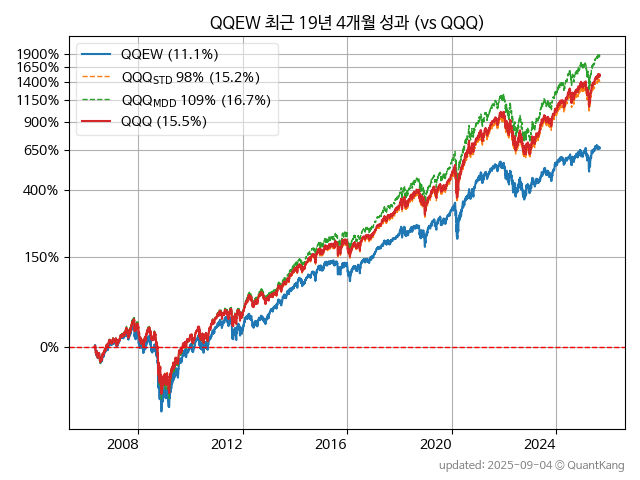 QQEW 최근 19년 4개월 성과 (vs QQQ)
QQEW (11.1%)
QQQSTD 98% (15.2%)
QQQMDD 109% (16.7%)
QQQ (15.5%)
1900%
1650%
1400%
1150%
900%
650%
400%
150%
0%
2008 2012 2016 2020 2024
updated: 2025-09-04 © QuantKang